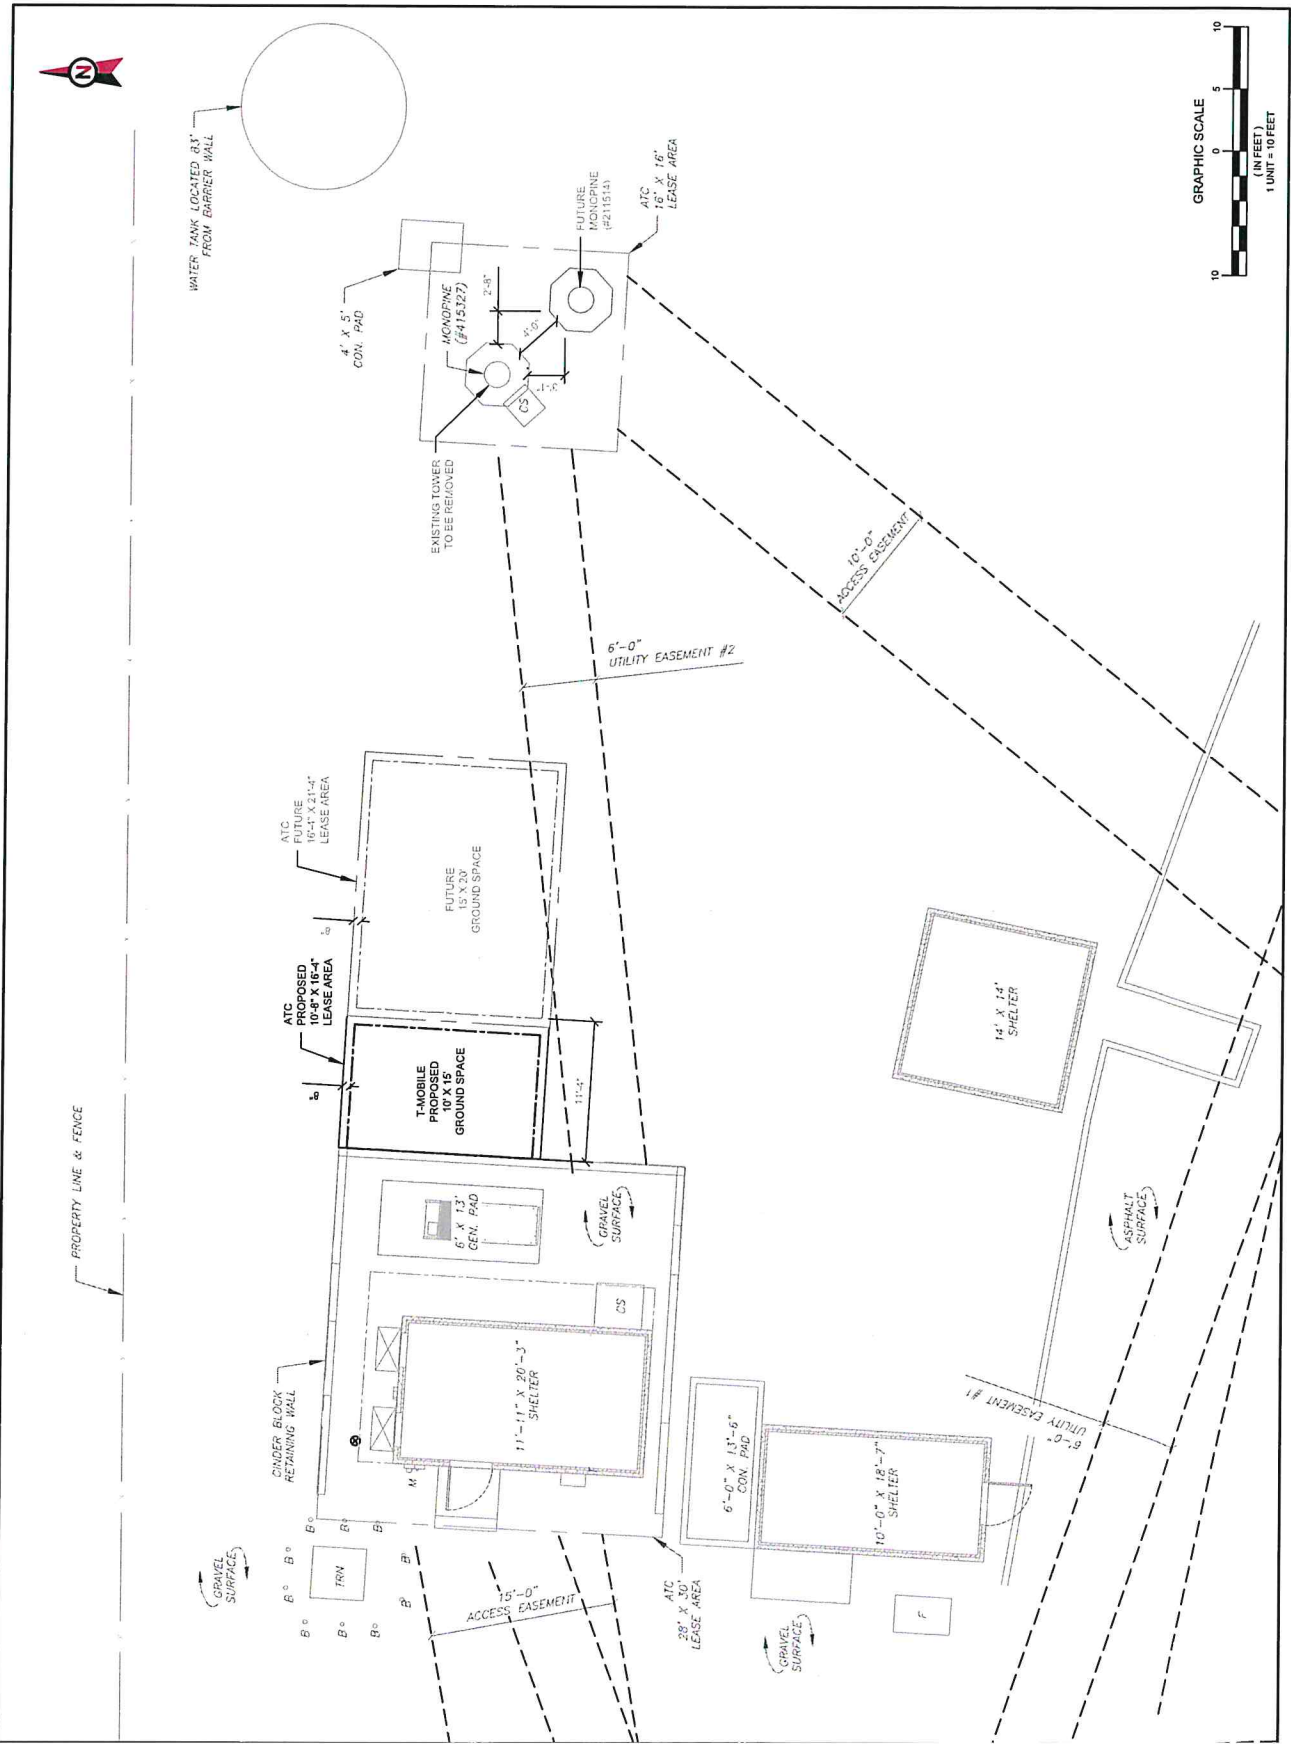 PROPERTY LINE & FENCE
N
WATER TANK LOCATED 83'
FROM BARRIER WALL
GRAVEL
SURFACE
CINDER BLOCK
RETAINING WALL
ATC
PROPOSED
10'-8" X 16'-4"
LEASE AREA
8"
ATC
FUTURE
16'-4" X 21'-4"
LEASE AREA
8"
4' X 5'
CON. PAD
B
B
B
B
B
B
B
B
B
B
TRN
M
T-MOBILE
PROPOSED
10' X 15'
GROUND SPACE
FUTURE
15' X 20'
GROUND SPACE
EXISTING TOWER
TO BE REMOVED
MONOPINE
(#415327)
2'-8"
4'-0"
3'-1"
CS
FUTURE
MONOPINE
(#211514)
ATC
16' X 16'
LEASE AREA
6' X 13'
GEN. PAD
11'-11" X 20'-3"
SHELTER
CS
GRAVEL
SURFACE
11'-4"
6'-0"
UTILITY EASEMENT #2
15'-0"
ACCESS EASEMENT
ATC
28' X 30'
LEASE AREA
6'-0" X 13'-6"
CON. PAD
10'-0" X 18'-7"
SHELTER
GRAVEL
SURFACE
F
14' X 14'
SHELTER
10'-0"
ACCESS EASEMENT
6'-0"
UTILITY EASEMENT #1
ASPHALT
SURFACE
GRAPHIC SCALE
10 0 5 10
( IN FEET )
1 UNIT = 10 FEET